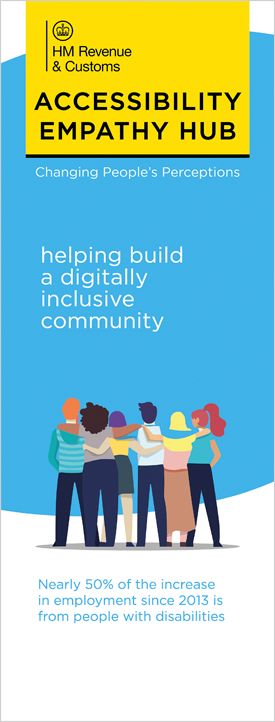 HM Revenue
& Customs
ACCESSIBILITY
EMPATHY HUB
Changing People's Perceptions
helping build
a digitally
inclusive
community
Nearly 50% of the increase
in employment since 2013 is
from people with disabilities